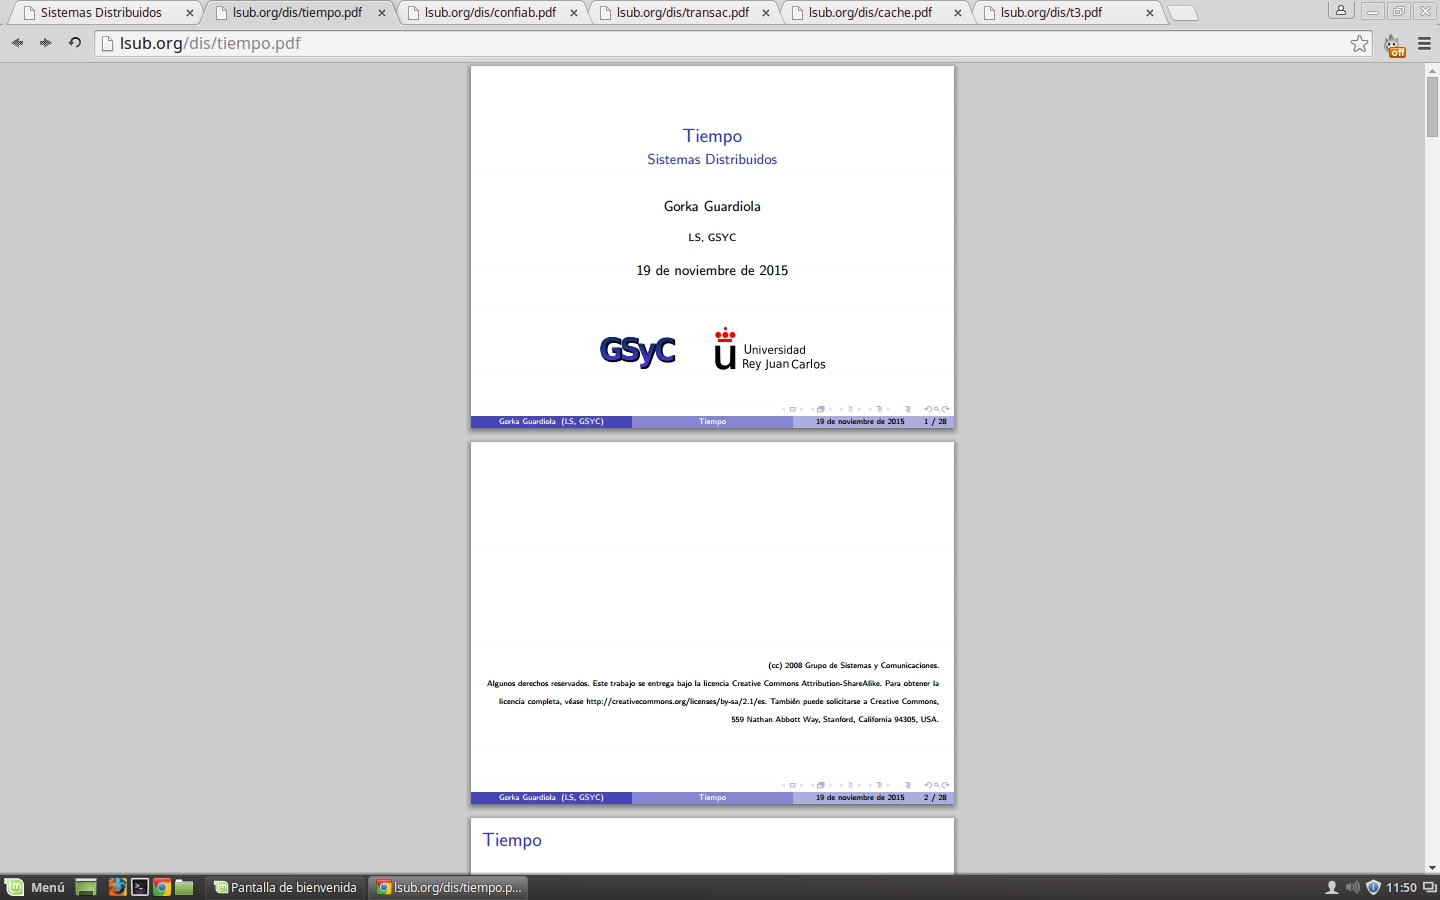 Sistemas Distribuidos
lsub.org/dis/tiempo.pdf
lsub.org/dis/confiab.pdf
lsub.org/dis/transac.pdf
lsub.org/dis/cache.pdf
lsub.org/dis/t3.pdf
lsub.org/dis/tiempo.pdf
off
Tiempo
Sistemas Distribuidos
Gorka Guardiola
LS, GSYC
19 de noviembre de 2015
GSyC
u Universidad
Rey Juan Carlos
Gorka Guardiola (LS, GSYC) Tiempo 19 de noviembre de 2015 1 / 28
(cc) 2008 Grupo de Sistemas y Comunicaciones.
Algunos derechos reservados. Este trabajo se entrega bajo la licencia Creative Commons Attribution-ShareAlike. Para obtener la
licencia completa, véase http://creativecommons.org/licenses/by-sa/2.1/es. También puede solicitarse a Creative Commons,
559 Nathan Abbott Way, Stanford, California 94305, USA.
Gorka Guardiola (LS, GSYC) Tiempo 19 de noviembre de 2015 2 / 28
Tiempo
Menú
Pantalla de bienvenida
lsub.org/dis/tiempo.p...
11:50